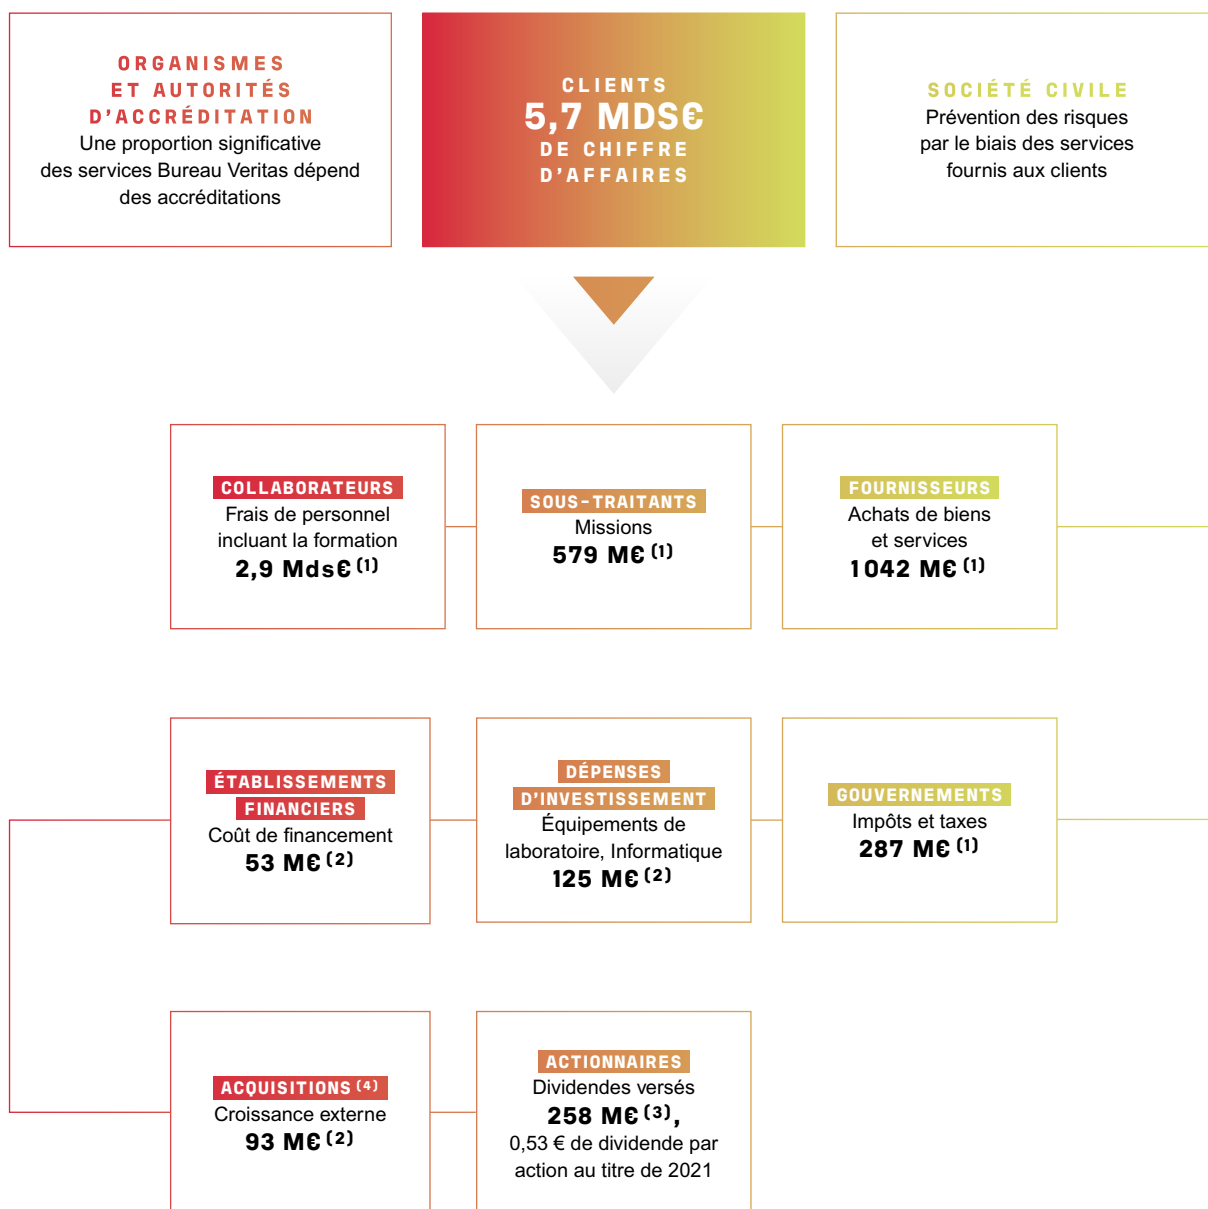 ORGANISMES
ET AUTORITÉS
D'ACCRÉDITATION
Une proportion significative
des services Bureau Veritas dépend
des accréditations
CLIENTS
5,7 MDS€
DE CHIFFRE
D'AFFAIRES
SOCIÉTÉ CIVILE
Prévention des risques
par le biais des services
fournis aux clients
COLLABORATEURS
Frais de personnel
incluant la formation
2,9 Mds€ (1)
SOUS-TRAITANTS
Missions
579 M€ (1)
FOURNISSEURS
Achats de biens
et services
1 042 M€ (1)
ÉTABLISSEMENTS
FINANCIERS
Coût de financement
53 M€ (2)
DÉPENSES
D'INVESTISSEMENT
Équipements de
laboratoire, Informatique
125 M€ (2)
GOUVERNEMENTS
Impôts et taxes
287 M€ (1)
ACQUISITIONS (4)
Croissance externe
93 M€ (2)
ACTIONNAIRES
Dividendes versés
258 M€ (3),
0,53 € de dividende par
action au titre de 2021